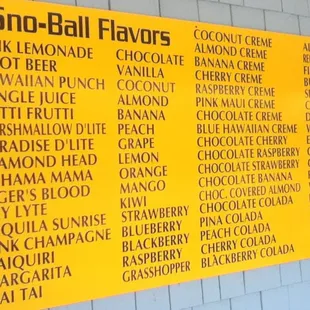 Sno-Ball Flavors
NK LEMONADE
OOT BEER
WAIIAN PUNCH
NGLE JUICE
TTI FRUTTI
ARSHMALLOW D'LITE
ARADISE D'LITE
AMOND HEAD
HAMA MAMA
GER'S BLOOD
Y LYTE
QUILA SUNRISE
NK CHAMPAGNE
AIQUIRI
ARGARITA
AI TAI
CHOCOLATE
VANILLA
COCONUT
ALMOND
BANANA
PEACH
GRAPE
LEMON
ORANGE
MANGO
KIWI
STRAWBERRY
BLUEBERRY
BLACKBERRY
RASPBERRY
GRASSHOPPER
COCONUT CREME
ALMOND CREME
BANANA CREME
CHERRY CREME
RASPBERRY CREME
PINK MAUI CREME
CHOCOLATE CREME
BLUE HAWAIIAN CREME
CHOCOLATE CHERRY
CHOCOLATE RASPBERRY
CHOCOLATE STRAWBERRY
CHOCOLATE BANANA
CHOC. COVERED ALMOND
CHOCOLATE COLADA
PINA COLADA
PEACH COLADA
CHERRY COLADA
BLACKBERRY COLADA